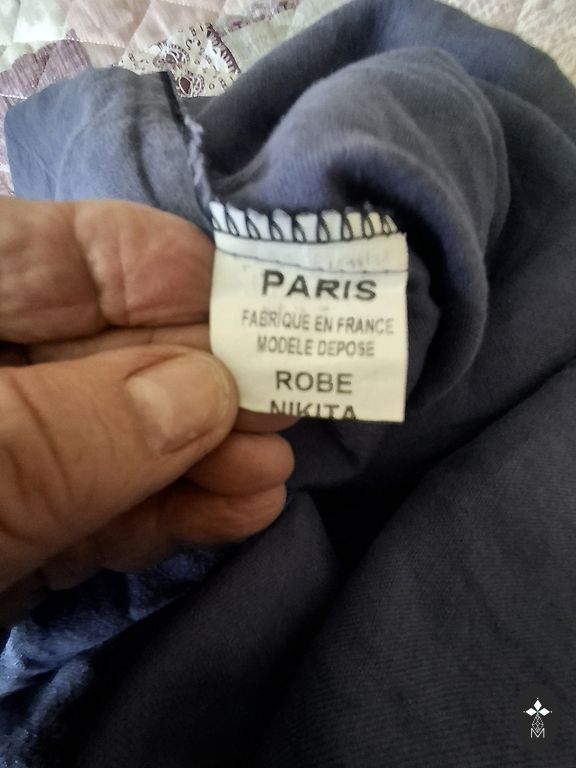 PARIS
FABRIQUE EN FRANCE
MODELE DEPOSE
ROBE
NIKITA
M